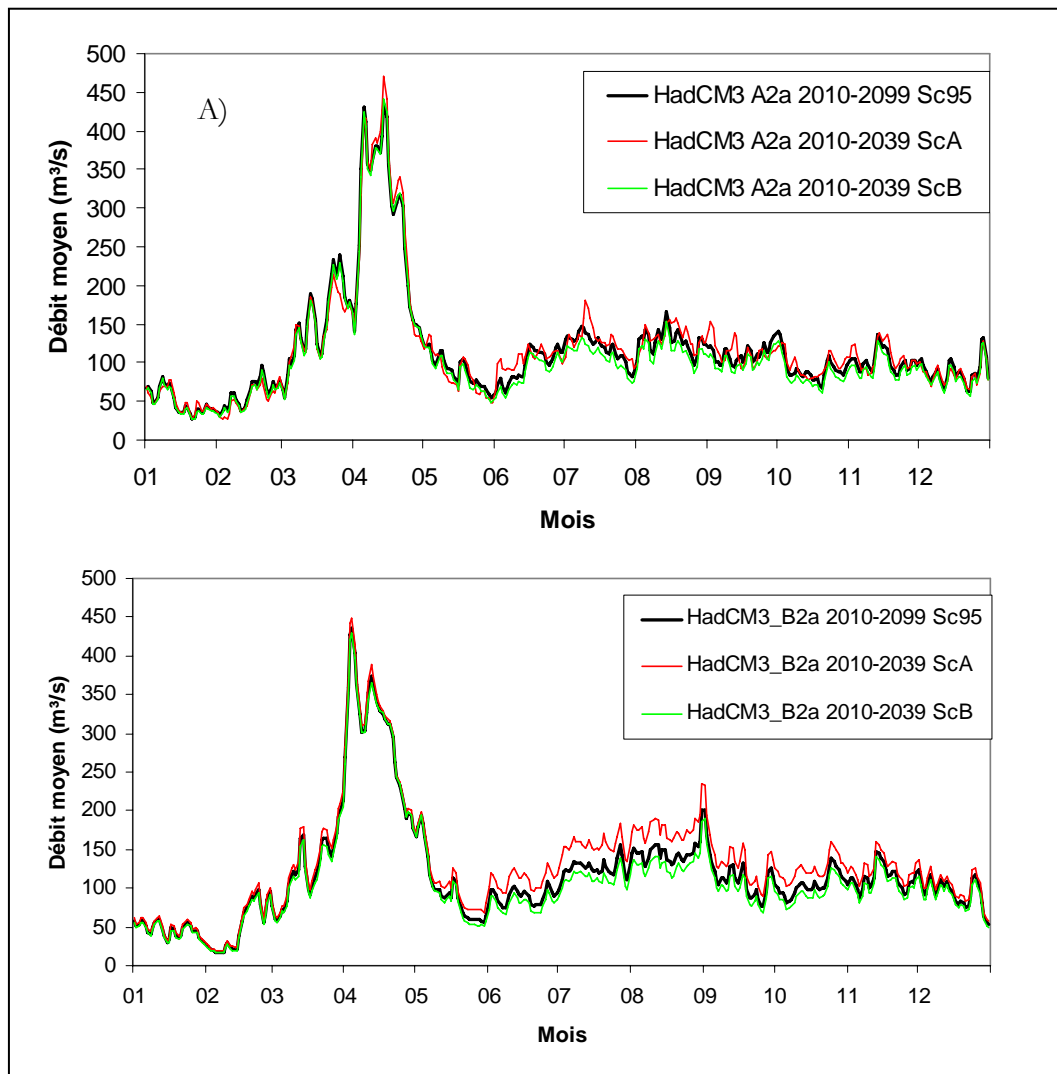 A)
HadCM3 A2a 2010-2099 Sc95
HadCM3 A2a 2010-2039 ScA
HadCM3 A2a 2010-2039 ScB
Débit moyen (m³/s)
500
450
400
350
300
250
200
150
100
50
0
01 02 03 04 05 06 07 08 09 10 11 12
Mois
HadCM3_B2a 2010-2099 Sc95
HadCM3_B2a 2010-2039 ScA
HadCM3_B2a 2010-2039 ScB
Débit moyen (m³/s)
500
450
400
350
300
250
200
150
100
50
0
01 02 03 04 05 06 07 08 09 10 11 12
Mois